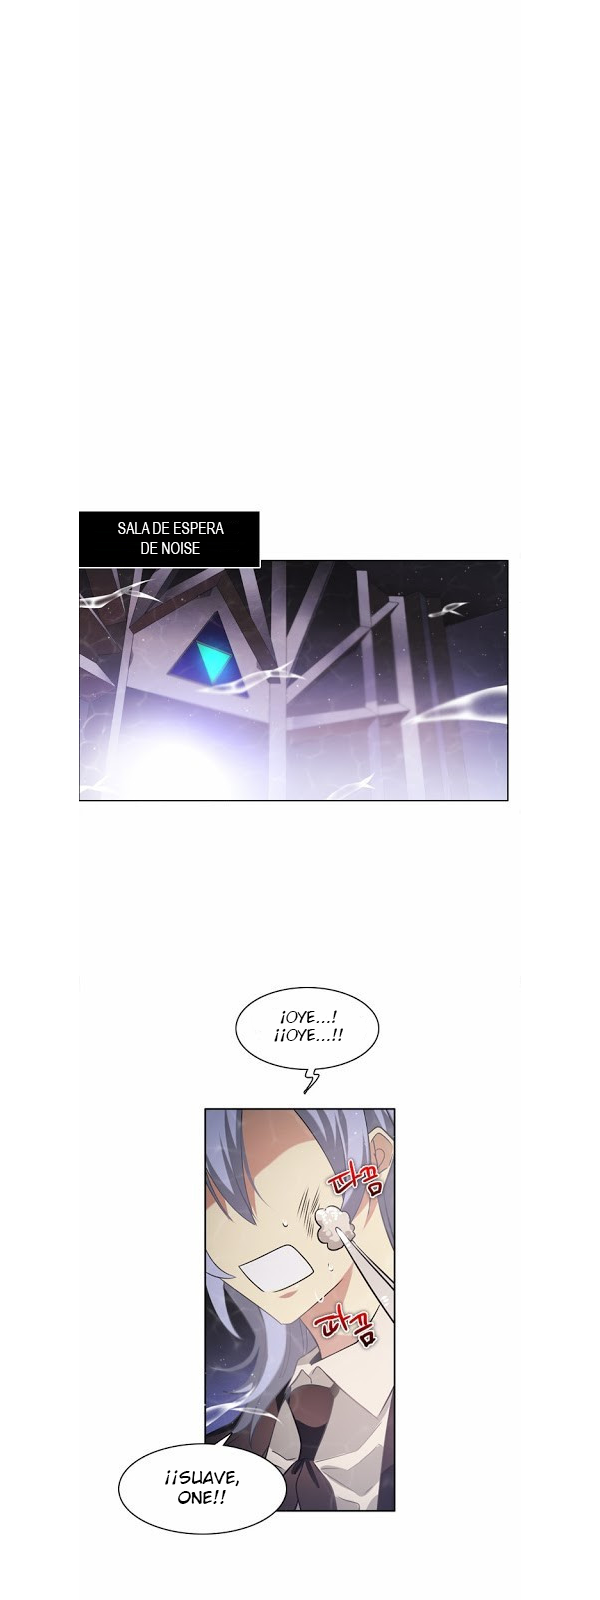 SALA DE ESPERA
DE NOISE
¡OYE...!
¡¡OYE...!!
따끔
따끔
¡¡SUAVE,
ONE!!